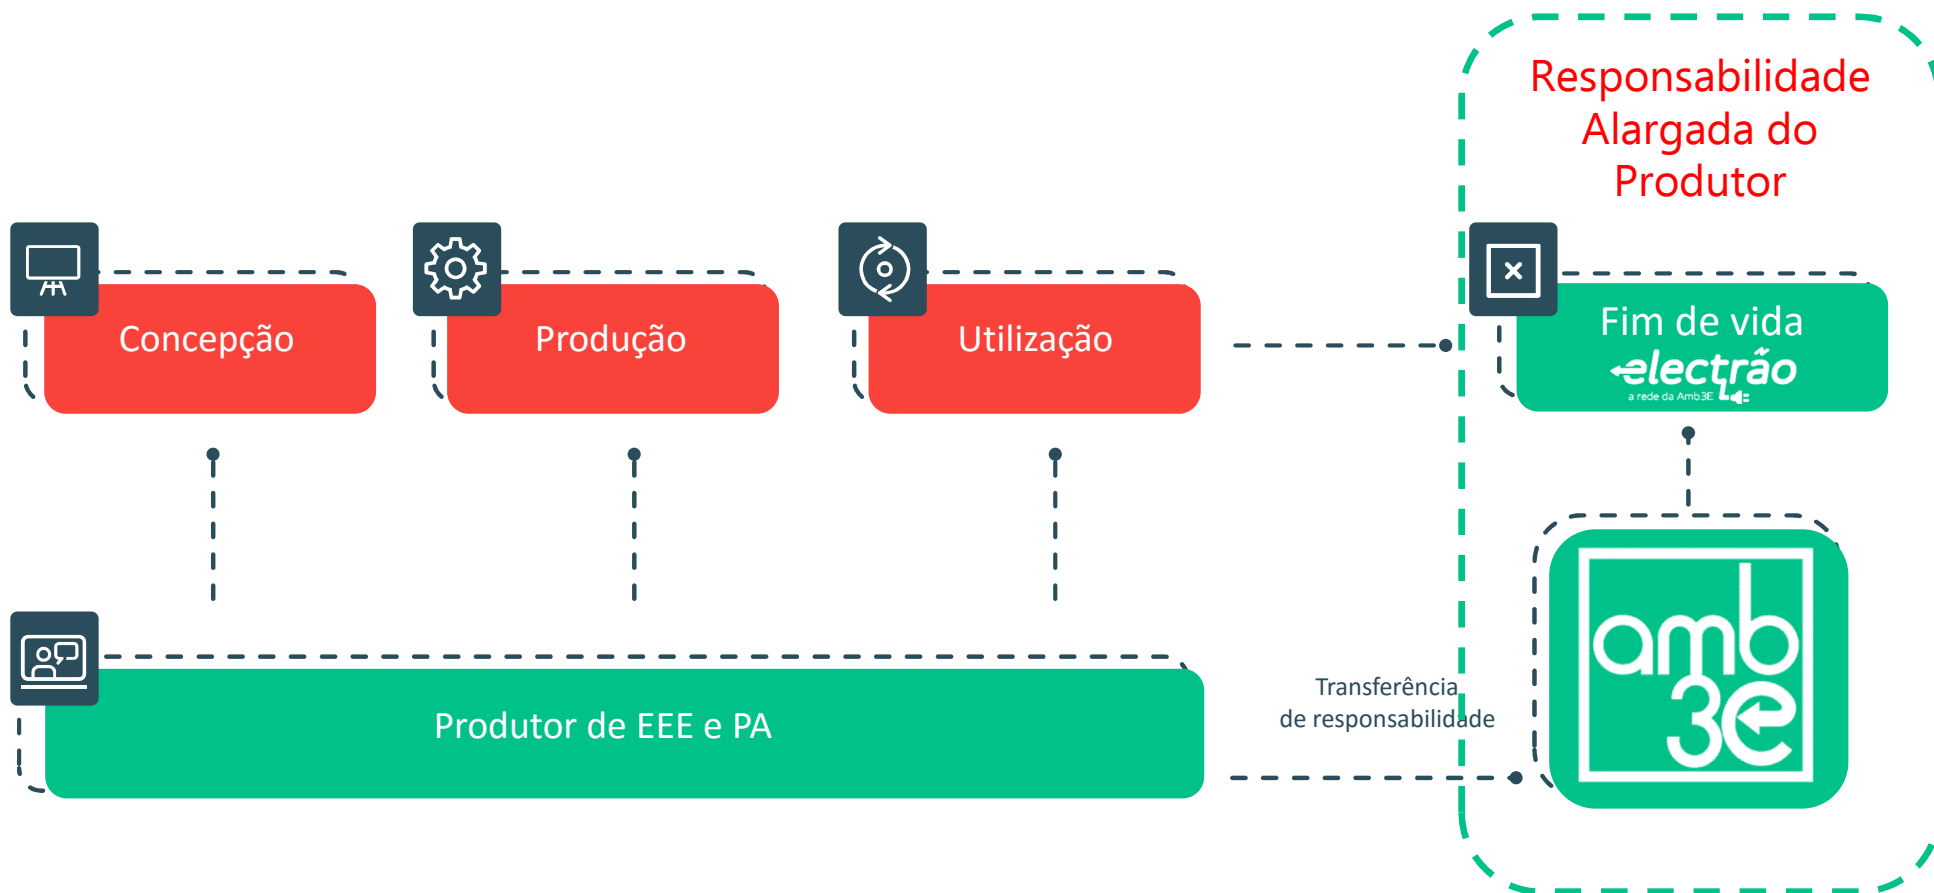 Responsabilidade
Alargada do
Produtor
Concepção
Produção
Utilização
Fim de vida
electrão
a rede da Amb3E
Produtor de EEE e PA
Transferência
de responsabilidade
amb
3e